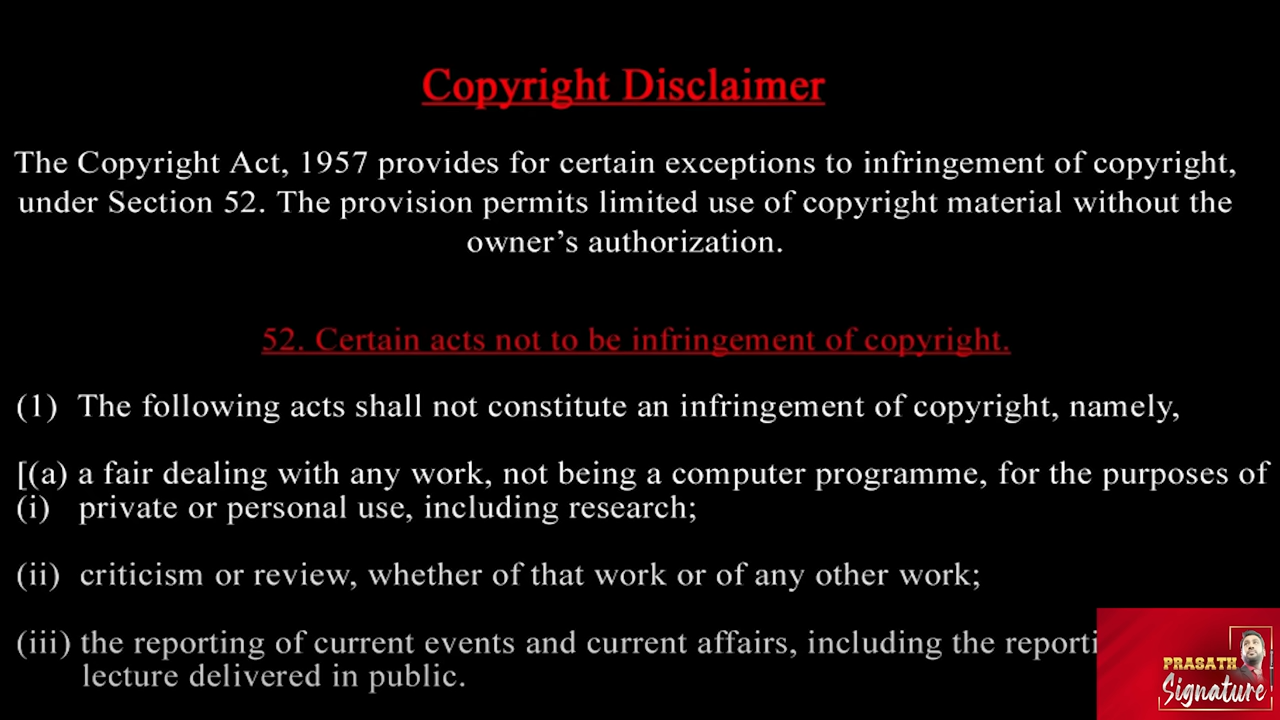 Copyright Disclaimer
The Copyright Act, 1957 provides for certain exceptions to infringement of copyright,
under Section 52. The provision permits limited use of copyright material without the
owner’s authorization.
52. Certain acts not to be infringement of copyright.
(1) The following acts shall not constitute an infringement of copyright, namely,
[(a) a fair dealing with any work, not being a computer programme, for the purposes of
(i) private or personal use, including research;
(ii) criticism or review, whether of that work or of any other work;
(iii) the reporting of current events and current affairs, including the reporti
lecture delivered in public.
PRASATH
Signature